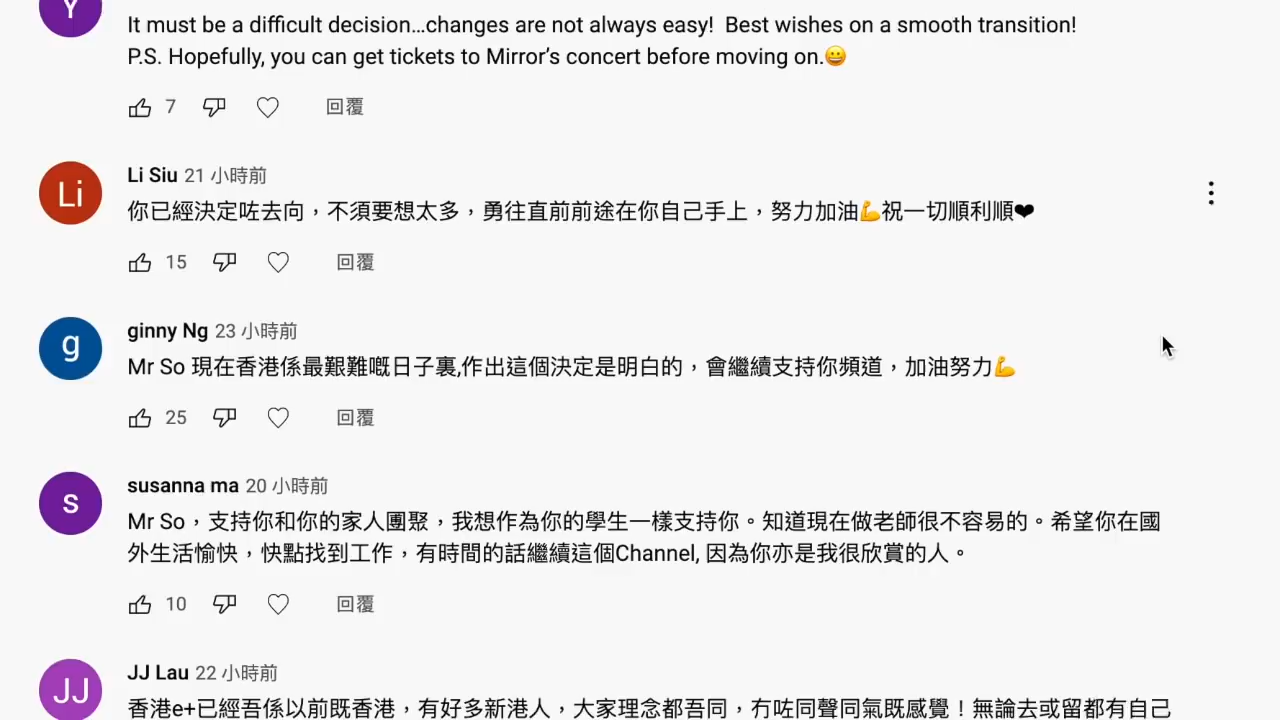 Y
It must be a difficult decision…changes are not always easy!  Best wishes on a smooth transition!
P.S. Hopefully, you can get tickets to Mirror’s concert before moving on.😀
7 回覆
Li
Li Siu 21 小時前
你已經決定咗去向，不須要想太多，勇往直前前途在你自己手上，努力加油💪祝一切順利順❤
15 回覆
g
ginny Ng 23 小時前
Mr So 現在香港係最艱難嘅日子裏,作出這個決定是明白的，會繼續支持你頻道，加油努力💪
25 回覆
s
susanna ma 20 小時前
Mr So，支持你和你的家人團聚，我想作為你的學生一樣支持你。知道現在做老師很不容易的。希望你在國
外生活愉快，快點找到工作，有時間的話繼續這個Channel, 因為你亦是我很欣賞的人。
10 回覆
JJ
JJ Lau 22 小時前
香港e+已經吾係以前既香港，有好多新港人，大家理念都吾同，冇咗同聲同氣既感覺！無論去或留都有自己